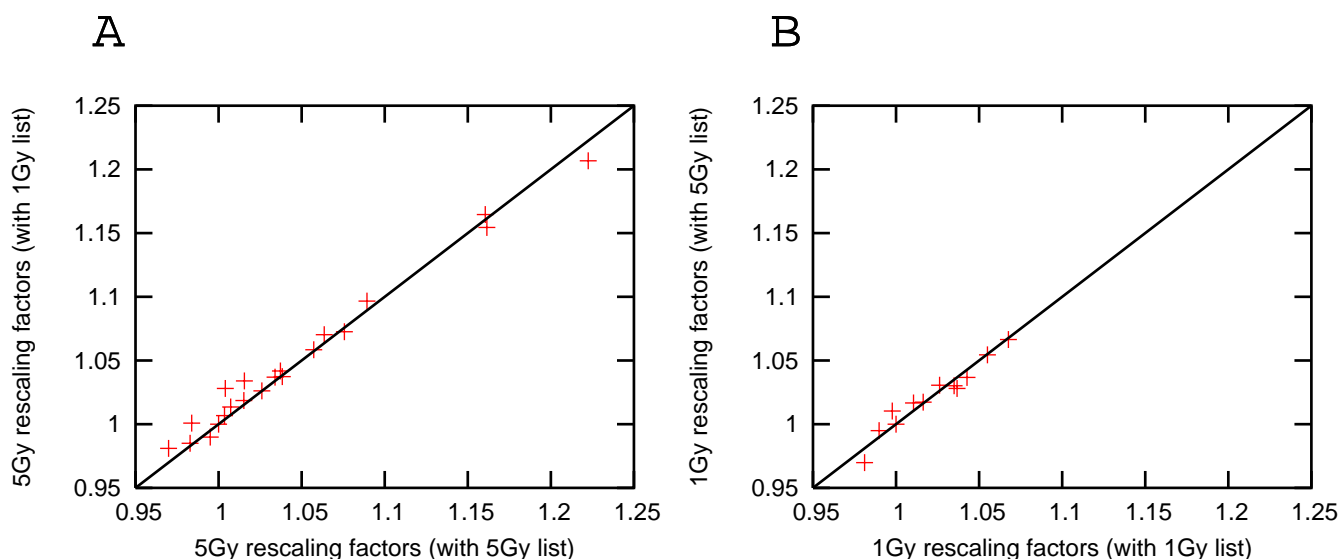 A
5Gy rescaling factors (with 1Gy list)
1.25
1.2
1.15
1.1
1.05
1
0.95
0.95 1 1.05 1.1 1.15 1.2 1.25
5Gy rescaling factors (with 5Gy list)
B
1Gy rescaling factors (with 5Gy list)
1.25
1.2
1.15
1.1
1.05
1
0.95
0.95 1 1.05 1.1 1.15 1.2 1.25
1Gy rescaling factors (with 1Gy list)